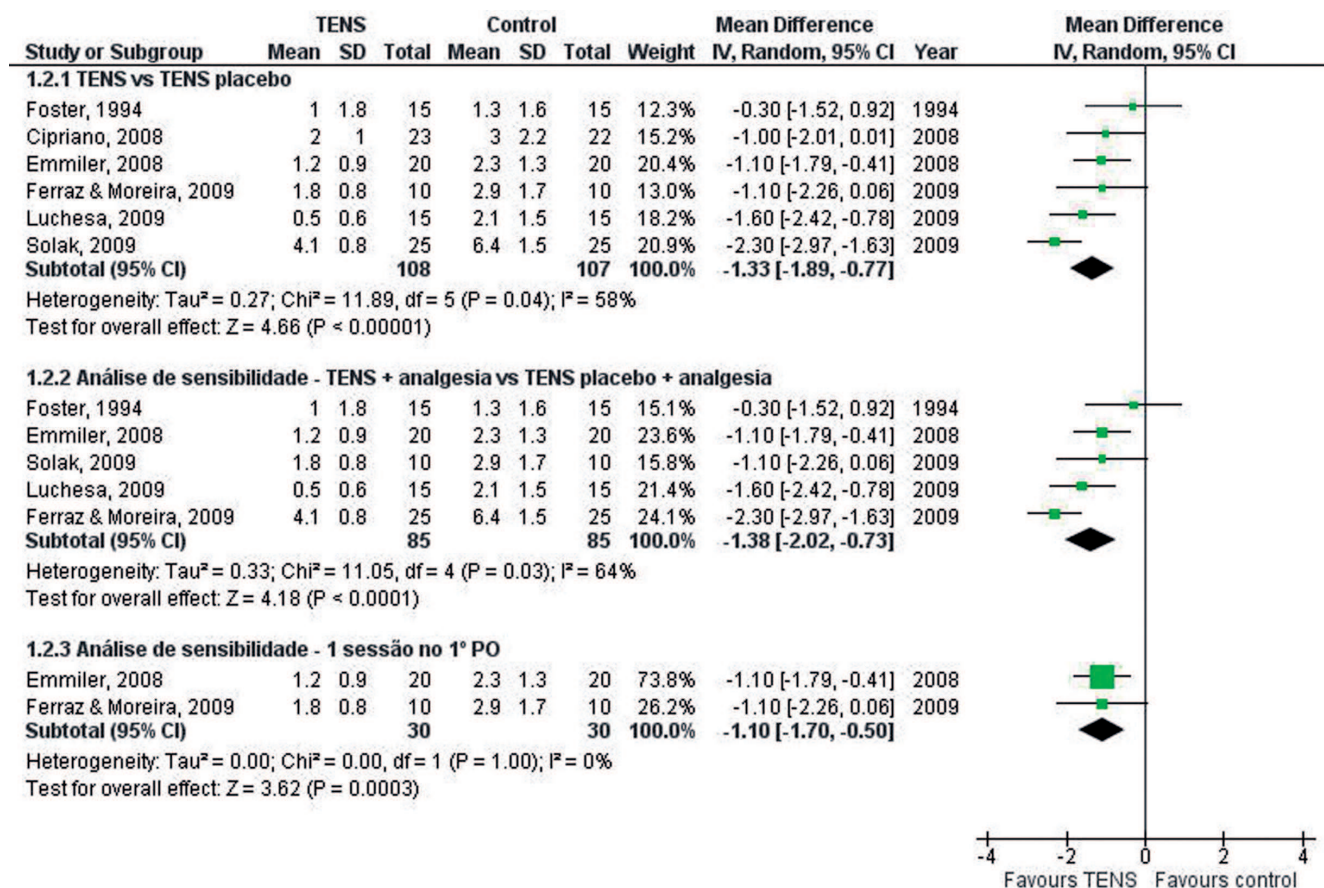 TENS Control Mean Difference Mean Difference
Study or Subgroup Mean SD Total Mean SD Total Weight IV, Random, 95% CI Year IV, Random, 95% CI
1.2.1 TENS vs TENS placebo
Foster, 1994 1 1.8 15 1.3 1.6 15 12.3% -0.30 [-1.52, 0.92] 1994
Cipriano, 2008 2 1 23 3 2.2 22 15.2% -1.00 [-2.01, 0.01] 2008
Emmiler, 2008 1.2 0.9 20 2.3 1.3 20 20.4% -1.10 [-1.79, -0.41] 2008
Ferraz & Moreira, 2009 1.8 0.8 10 2.9 1.7 10 13.0% -1.10 [-2.26, 0.06] 2009
Luchesa, 2009 0.5 0.6 15 2.1 1.5 15 18.2% -1.60 [-2.42, -0.78] 2009
Solak, 2009 4.1 0.8 25 6.4 1.5 25 20.9% -2.30 [-2.97, -1.63] 2009
Subtotal (95% CI) 108 107 100.0% -1.33 [-1.89, -0.77]
Heterogeneity: Tau² = 0.27; Chi² = 11.89, df = 5 (P = 0.04); I² = 58%
Test for overall effect: Z = 4.66 (P < 0.00001)
1.2.2 Análise de sensibilidade - TENS + analgesia vs TENS placebo + analgesia
Foster, 1994 1 1.8 15 1.3 1.6 15 15.1% -0.30 [-1.52, 0.92] 1994
Emmiler, 2008 1.2 0.9 20 2.3 1.3 20 23.6% -1.10 [-1.79, -0.41] 2008
Solak, 2009 1.8 0.8 10 2.9 1.7 10 15.8% -1.10 [-2.26, 0.06] 2009
Luchesa, 2009 0.5 0.6 15 2.1 1.5 15 21.4% -1.60 [-2.42, -0.78] 2009
Ferraz & Moreira, 2009 4.1 0.8 25 6.4 1.5 25 24.1% -2.30 [-2.97, -1.63] 2009
Subtotal (95% CI) 85 85 100.0% -1.38 [-2.02, -0.73]
Heterogeneity: Tau² = 0.33; Chi² = 11.05, df = 4 (P = 0.03); I² = 64%
Test for overall effect: Z = 4.18 (P < 0.0001)
1.2.3 Análise de sensibilidade - 1 sessão no 1º PO
Emmiler, 2008 1.2 0.9 20 2.3 1.3 20 73.8% -1.10 [-1.79, -0.41] 2008
Ferraz & Moreira, 2009 1.8 0.8 10 2.9 1.7 10 26.2% -1.10 [-2.26, 0.06] 2009
Subtotal (95% CI) 30 30 100.0% -1.10 [-1.70, -0.50]
Heterogeneity: Tau² = 0.00; Chi² = 0.00, df = 1 (P = 1.00); I² = 0%
Test for overall effect: Z = 3.62 (P = 0.0003)
-4 -2 0 2 4
Favours TENS Favours control